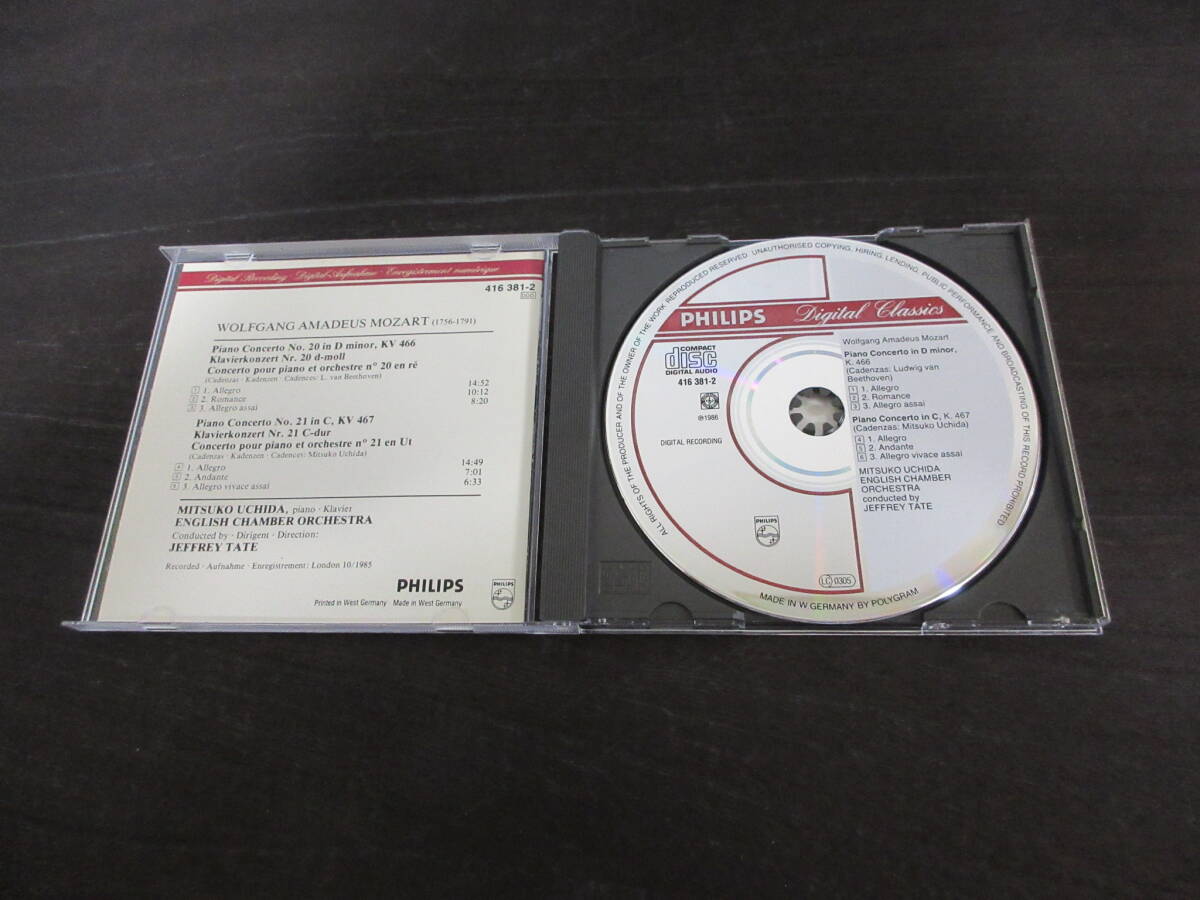 Digital Recording · Digital-Aufnahme · Enregistrement numérique
416 381-2
DDD
WOLFGANG AMADEUS MOZART (1756-1791)
Piano Concerto No. 20 in D minor, KV 466
Klavierkonzert Nr. 20 d-moll
Concerto pour piano et orchestre n° 20 en ré
(Cadenzas · Kadenzen · Cadences: L. van Beethoven)
1 1. Allegro 14:52
2 2. Romance 10:12
3 3. Allegro assai 8:20
Piano Concerto No. 21 in C, KV 467
Klavierkonzert Nr. 21 C-dur
Concerto pour piano et orchestre n° 21 en Ut
(Cadenzas · Kadenzen · Cadences: Mitsuko Uchida)
4 1. Allegro 14:49
5 2. Andante 7:01
6 3. Allegro vivace assai 6:33
MITSUKO UCHIDA, piano · Klavier
ENGLISH CHAMBER ORCHESTRA
Conducted by · Dirigent · Direction:
JEFFREY TATE
Recorded · Aufnahme · Enregistrement: London 10/1985
PHILIPS
PHILIPS
Printed in West Germany Made in West Germany
ALL RIGHTS OF THE PRODUCER AND OF THE OWNER OF THE WORK REPRODUCED RESERVED. UNAUTHORISED COPYING, HIRING, LENDING, PUBLIC PERFORMANCE AND BROADCASTING OF THIS RECORD PROHIBITED
PHILIPS Digital Classics
COMPACT
disc
DIGITAL AUDIO
416 381-2
℗1986
DIGITAL RECORDING
Wolfgang Amadeus Mozart
Piano Concerto in D minor,
K. 466
(Cadenzas: Ludwig van
Beethoven)
1 1. Allegro
2 2. Romance
3 3. Allegro assai
Piano Concerto in C, K. 467
(Cadenzas: Mitsuko Uchida)
4 1. Allegro
5 2. Andante
6 3. Allegro vivace assai
MITSUKO UCHIDA
ENGLISH CHAMBER
ORCHESTRA
conducted by
JEFFREY TATE
PHILIPS
LC 0305
MADE IN W. GERMANY BY POLYGRAM